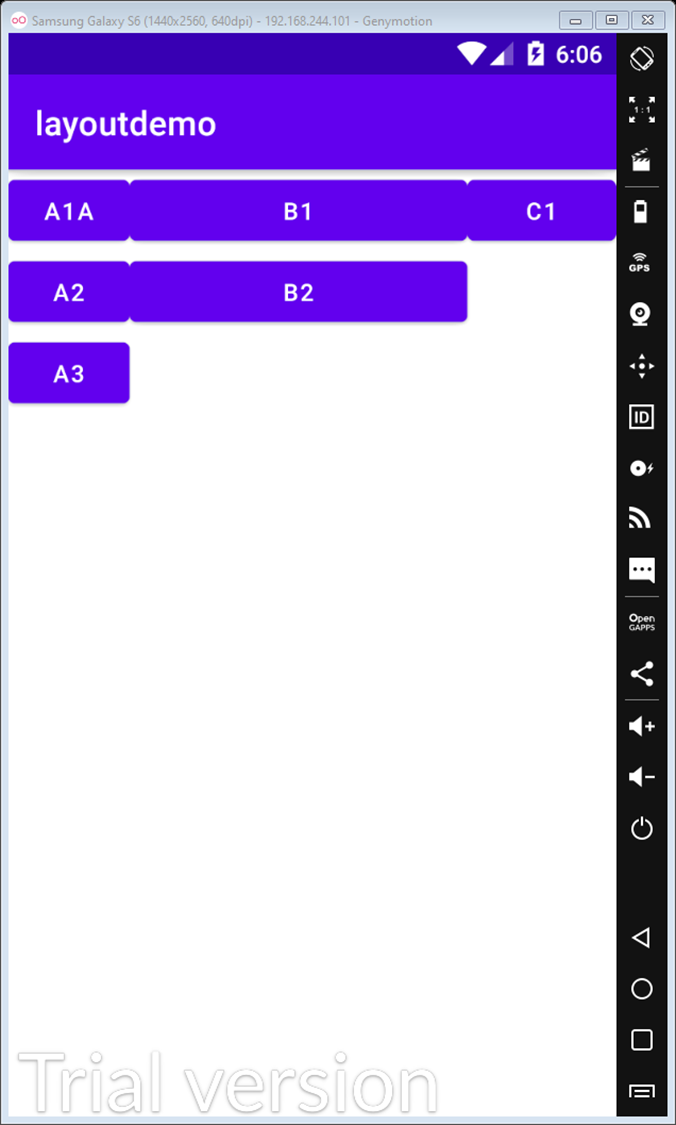 Samsung Galaxy S6 (1440x2560, 640dpi) - 192.168.244.101 - Genymotion
6:06
layoutdemo
1:1
A1A B1 C1
A2 B2
GPS
A3
ID
Open
GAPPS
Trial version